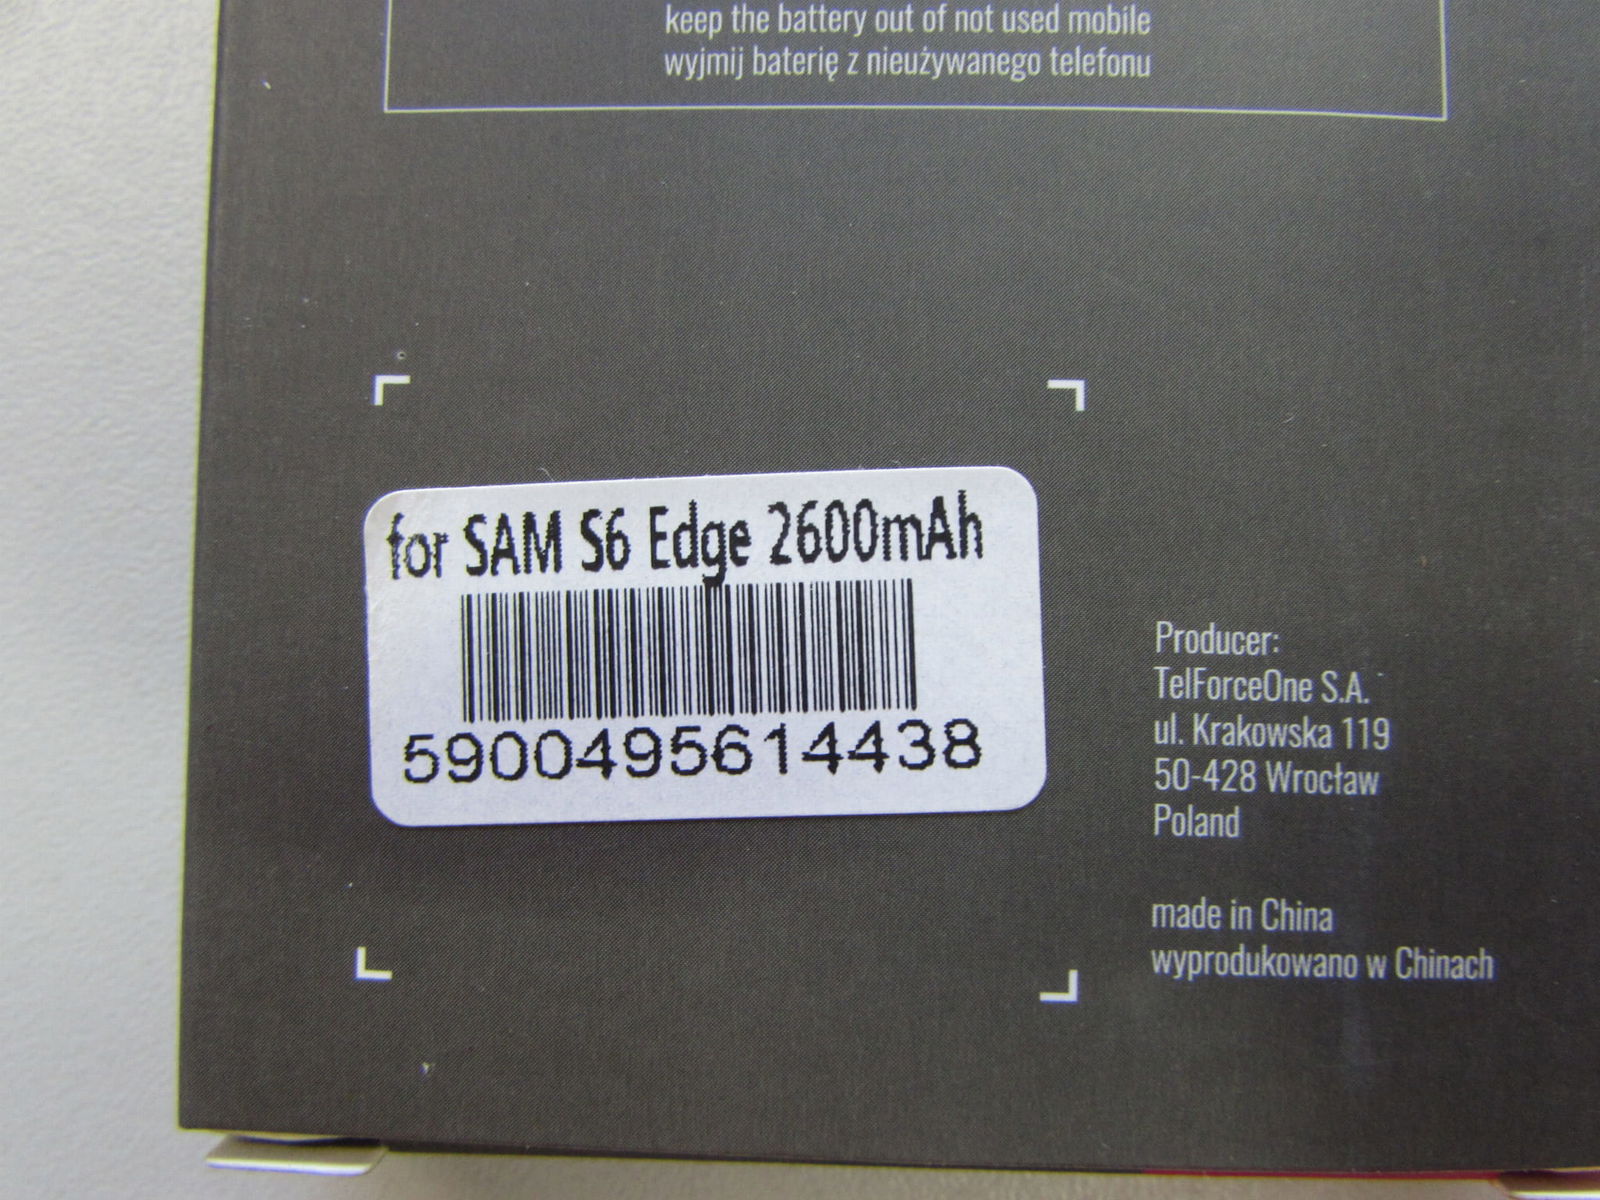 keep the battery out of not used mobile
wyjmij baterię z nieużywanego telefonu
for SAM S6 Edge 2600mAh
5900495614438
Producer:
TelForceOne S.A.
ul. Krakowska 119
50-428 Wrocław
Poland
made in China
wyprodukowano w Chinach